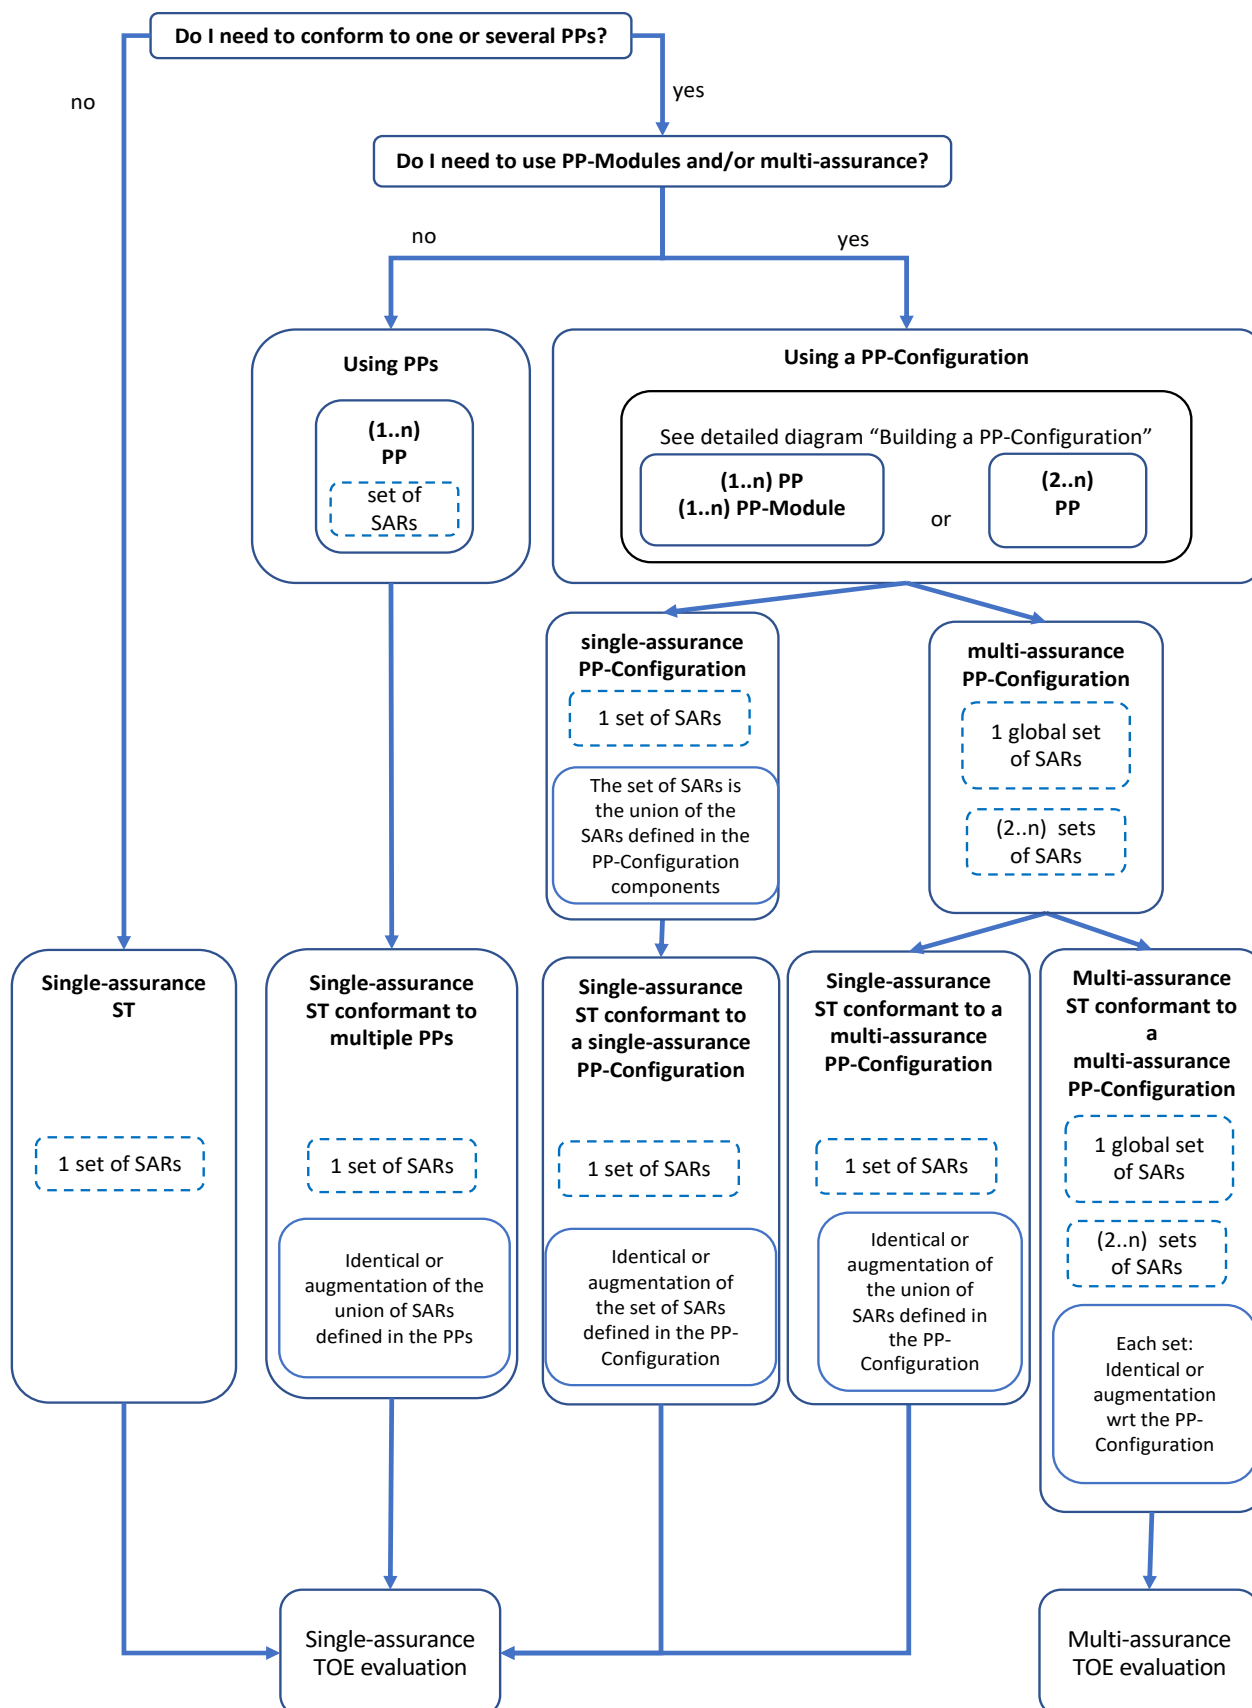 Do I need to conform to one or several PPs?
no
yes
Do I need to use PP-Modules and/or multi-assurance?
no
yes
Using PPs
(1..n)
PP
set of
SARs
Using a PP-Configuration
See detailed diagram “Building a PP-Configuration”
(1..n) PP
(1..n) PP-Module
or
(2..n)
PP
single-assurance
PP-Configuration
1 set of SARs
The set of SARs is
the union of the
SARs defined in the
PP-Configuration
components
multi-assurance
PP-Configuration
1 global set
of SARs
(2..n) sets
of SARs
Single-assurance
ST
1 set of SARs
Single-assurance
ST conformant to
multiple PPs
1 set of SARs
Identical or
augmentation of the
union of SARs
defined in the PPs
Single-assurance
ST conformant to
a single-assurance
PP-Configuration
1 set of SARs
Identical or
augmentation of
the set of SARs
defined in the PP-
Configuration
Single-assurance
ST conformant to a
multi-assurance
PP-Configuration
1 set of SARs
Identical or
augmentation of
the union of
SARs defined in
the PP-
Configuration
Multi-assurance
ST conformant to
a
multi-assurance
PP-Configuration
1 global set
of SARs
(2..n) sets
of SARs
Each set:
Identical or
augmentation
wrt the PP-
Configuration
Single-assurance
TOE evaluation
Multi-assurance
TOE evaluation